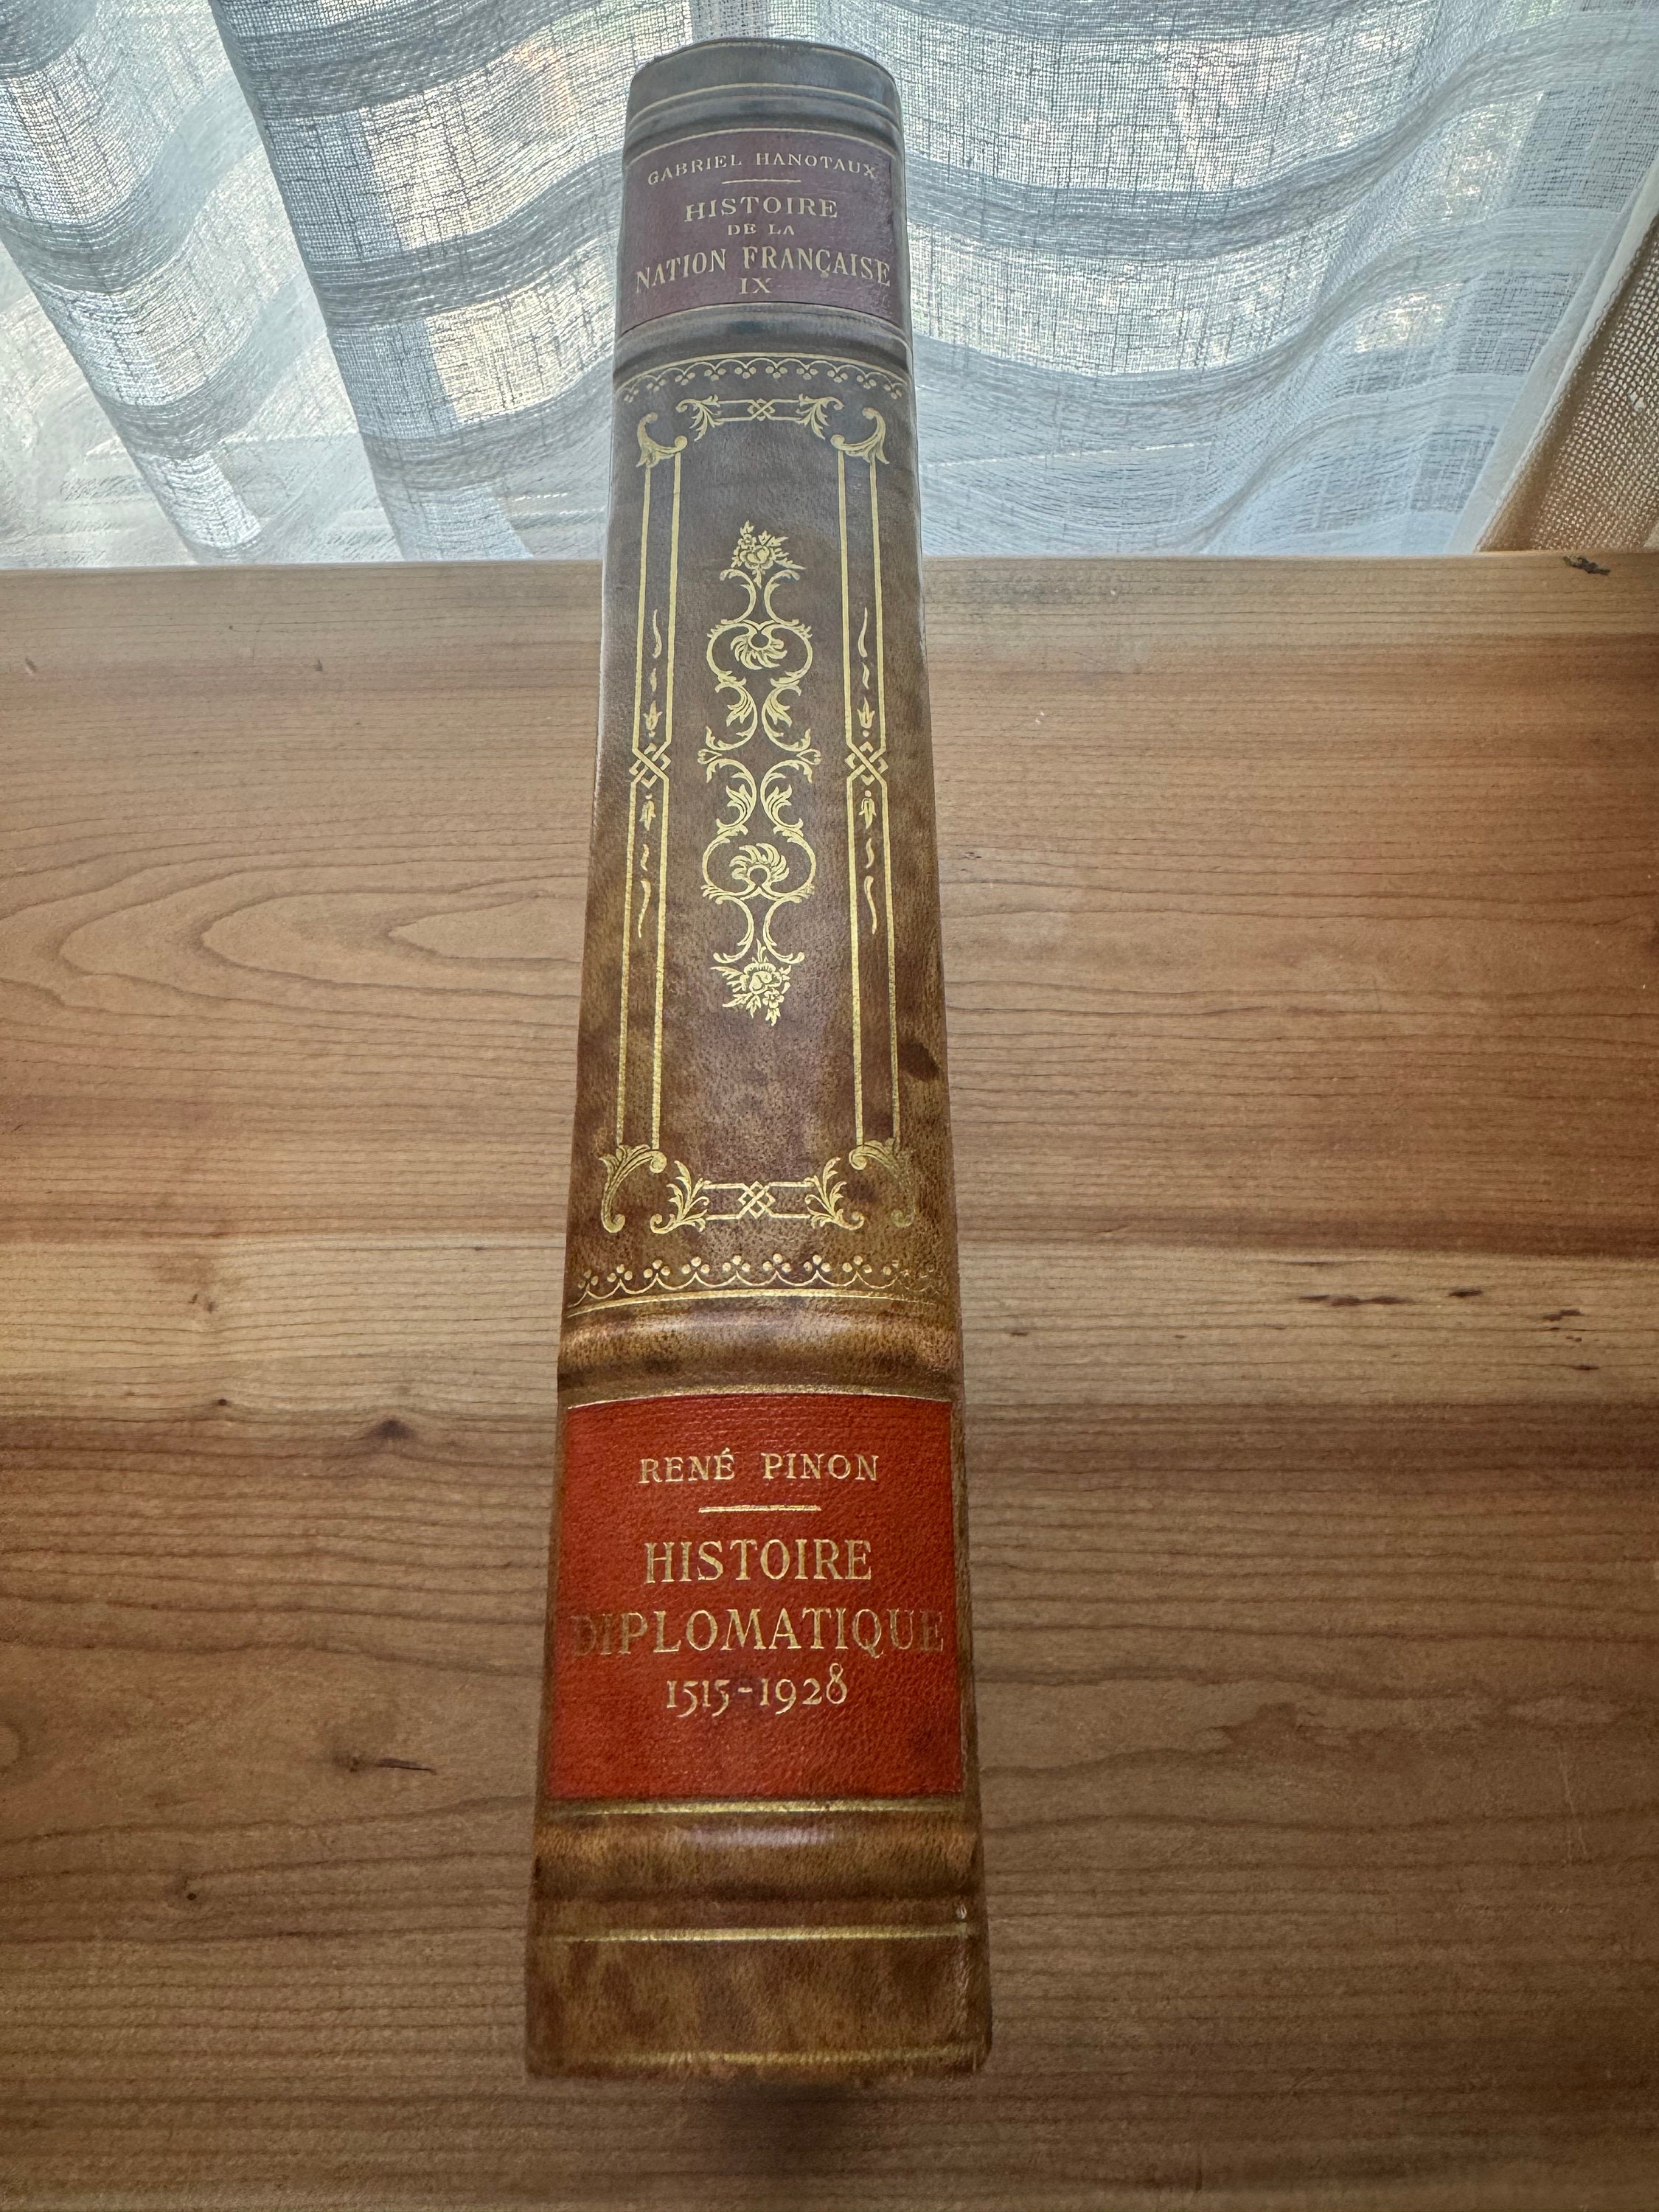 GABRIEL HANOTAUX
HISTOIRE
DE LA
NATION FRANÇAISE
IX
RENÉ PINON
HISTOIRE
DIPLOMATIQUE
1515-1928